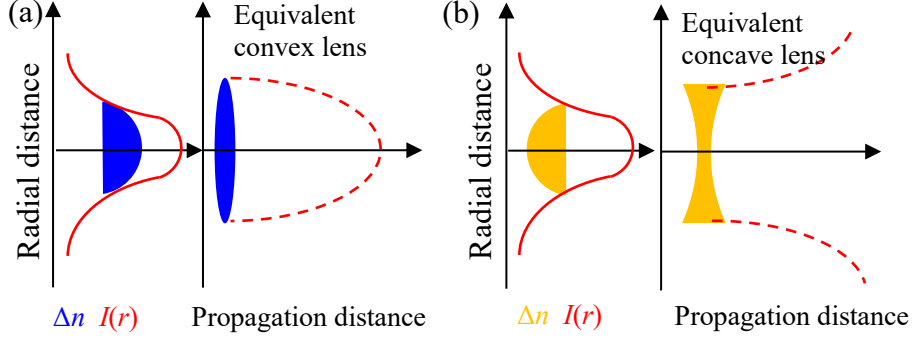 (a)
Equivalent
convex lens
Radial distance
Δn I(r)
Propagation distance
(b)
Equivalent
concave lens
Radial distance
Δn I(r)
Propagation distance